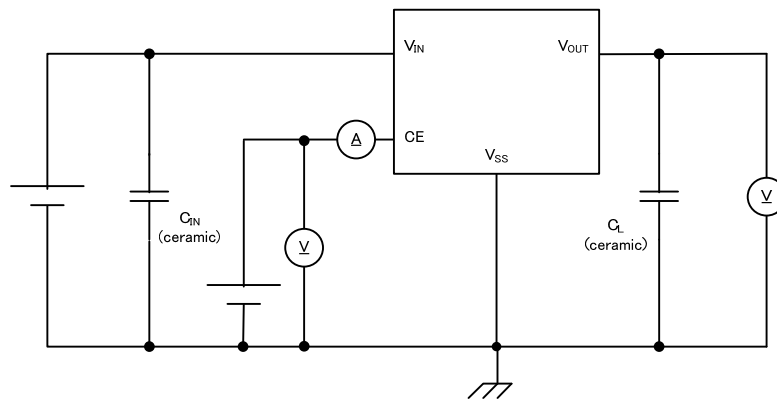 VIN
VOUT
CE
A
VSS
V
V
CIN
(ceramic)
CL
(ceramic)